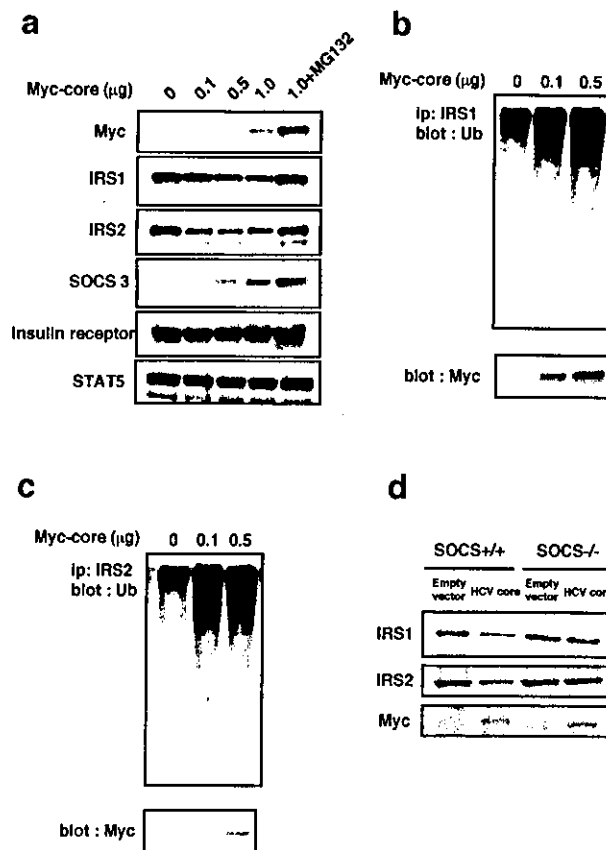 a
Myc-core (μg) 0 0.1 0.5 1.0 1.0+MG132
Myc
IRS1
IRS2
SOCS 3
Insulin receptor
STAT5
b
Myc-core (μg)
0 0.1 0.5
ip: IRS1
blot : Ub
blot : Myc
c
Myc-core (μg)
0 0.1 0.5
ip: IRS2
blot : Ub
blot : Myc
d
SOCS+/+ SOCS-/-
Empty vector HCV core Empty vector HCV core
IRS1
IRS2
Myc